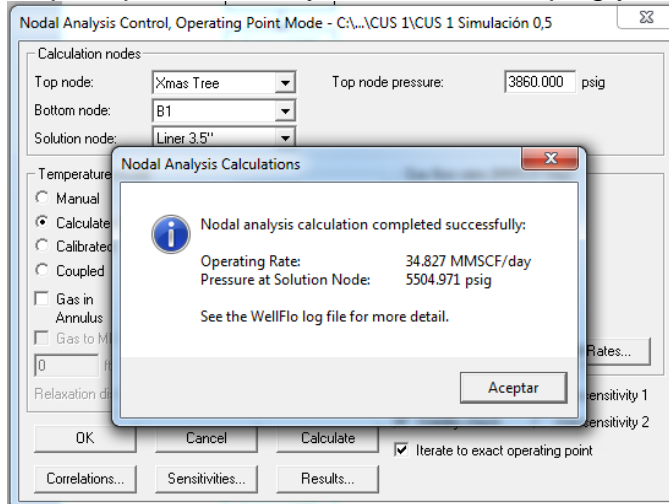 Nodal Analysis Control, Operating Point Mode - C:\...\CUS 1\CUS 1 Simulación 0,5
Calculation nodes
Top node: Xmas Tree Top node pressure: 3860.000 psig
Bottom node: B1
Solution node: Liner 3.5"
Temperature
Nodal Analysis Calculations
Manual
Calculate
Calibrated
Coupled
Gas in
Annulus
Nodal analysis calculation completed successfully:
Operating Rate: 34.827 MMSCF/day
Pressure at Solution Node: 5504.971 psig
See the WellFlo log file for more detail.
Gas to
0
Rates...
Relaxation
Aceptar
sensitivity 1
sensitivity 2
OK Cancel Calculate
Iterate to exact operating point
Correlations... Sensitivities... Results...